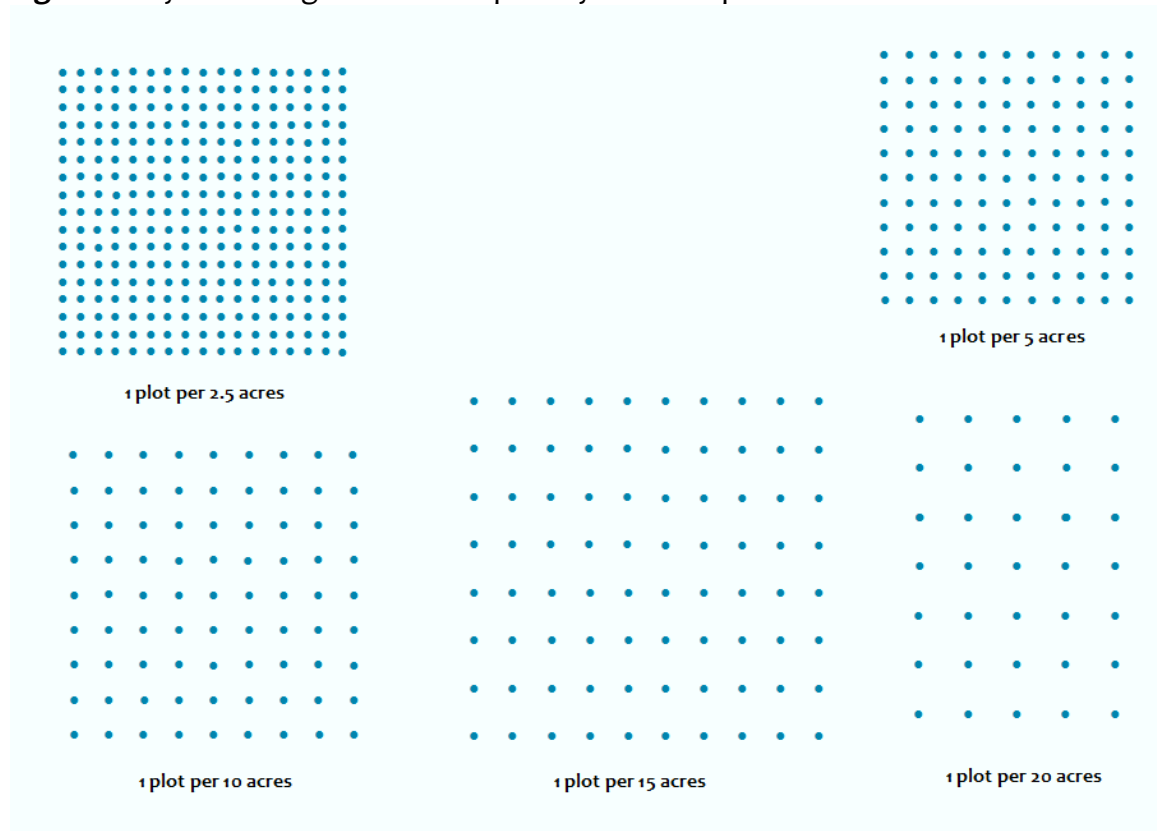 1 plot per 2.5 acres
1 plot per 5 acres
1 plot per 10 acres
1 plot per 15 acres
1 plot per 20 acres